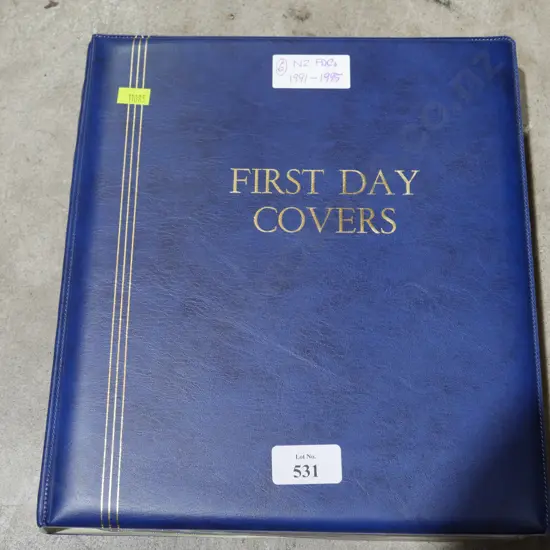 NZ FDCs
1991-1995
FIRST DAY
COVERS
Lot No.
531